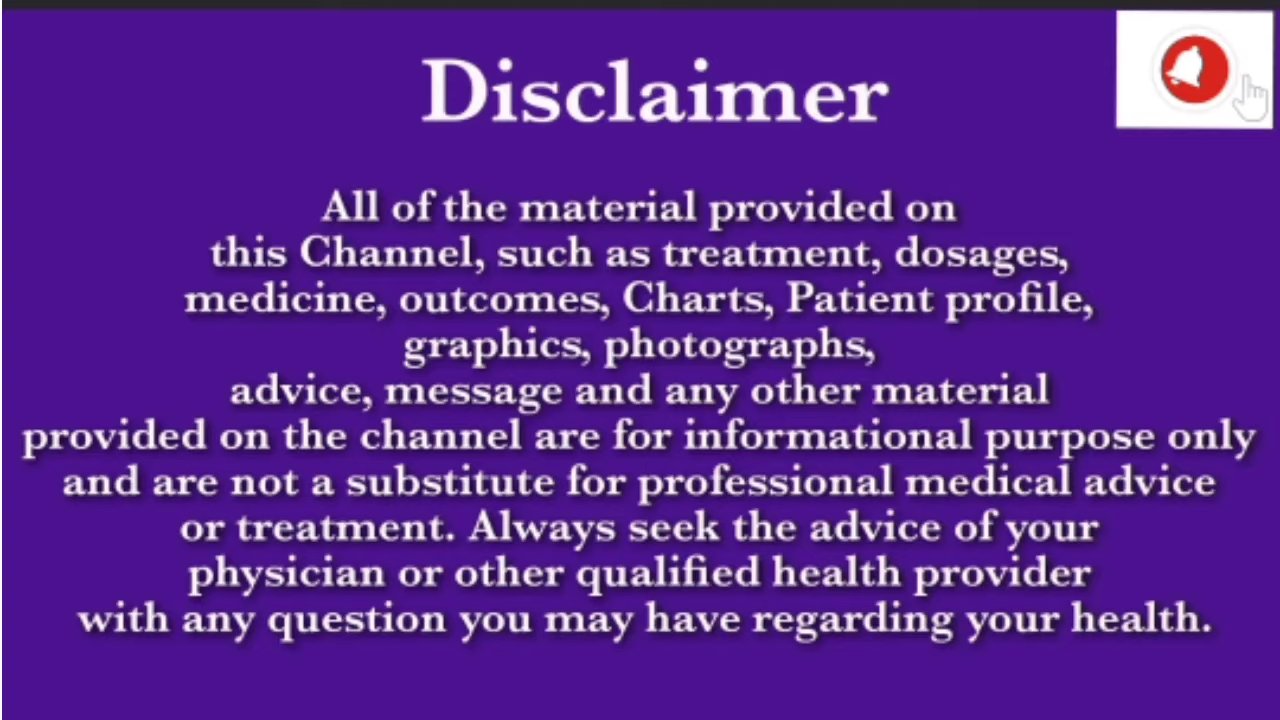 Disclaimer
All of the material provided on
this Channel, such as treatment, dosages,
medicine, outcomes, Charts, Patient profile,
graphics, photographs,
advice, message and any other material
provided on the channel are for informational purpose only
and are not a substitute for professional medical advice
or treatment. Always seek the advice of your
physician or other qualified health provider
with any question you may have regarding your health.